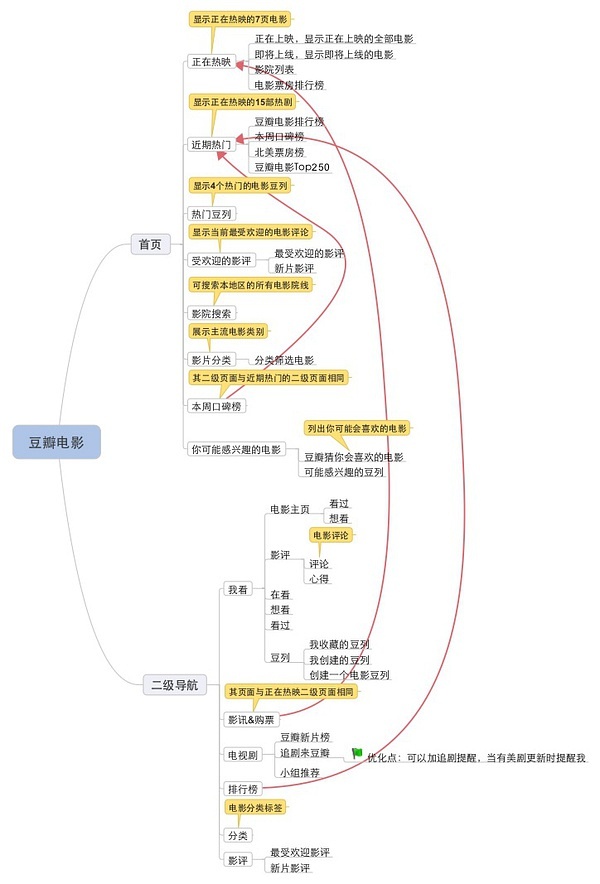 显示正在热映的7页电影
正在上映，显示正在上映的全部电影
即将上线，显示即将上线的电影
正在热映
影院列表
电影票房排行榜
显示正在热映的15部热剧
豆瓣电影排行榜
本周口碑榜
近期热门
北美票房榜
豆瓣电影Top250
显示4个热门的电影豆列
热门豆列
显示当前最受欢迎的电影评论
首页
最受欢迎的影评
受欢迎的影评
新片影评
可搜索本地区的所有电影院线
影院搜索
展示主流电影类别
影片分类
分类筛选电影
其二级页面与近期热门的二级页面相同
本周口碑榜
列出你可能会喜欢的电影
豆瓣电影
你可能感兴趣的电影
豆瓣猜你会喜欢的电影
可能感兴趣的豆列
看过
电影主页
想看
电影评论
影评
评论
心得
我看
在看
想看
看过
我收藏的豆列
豆列
我创建的豆列
创建一个电影豆列
二级导航
其页面与正在热映二级页面相同
影讯&购票
豆瓣新片榜
电视剧
追剧来豆瓣
优化点：可以加追剧提醒，当有美剧更新时提醒我
小组推荐
排行榜
电影分类标签
分类
最受欢迎影评
影评
新片影评